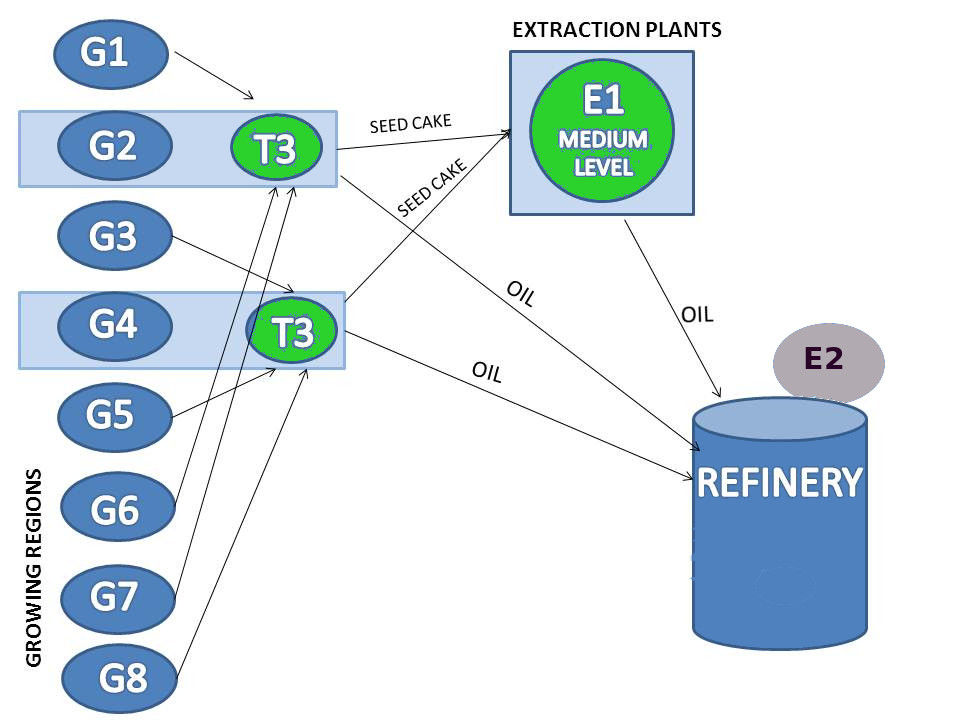 EXTRACTION PLANTS
G1
E1
MEDIUM
LEVEL
G2
T3
SEED CAKE
SEED CAKE
G3
OIL
G4
T3
OIL
OIL
E2
G5
REFINERY
G6
G7
G8
GROWING REGIONS